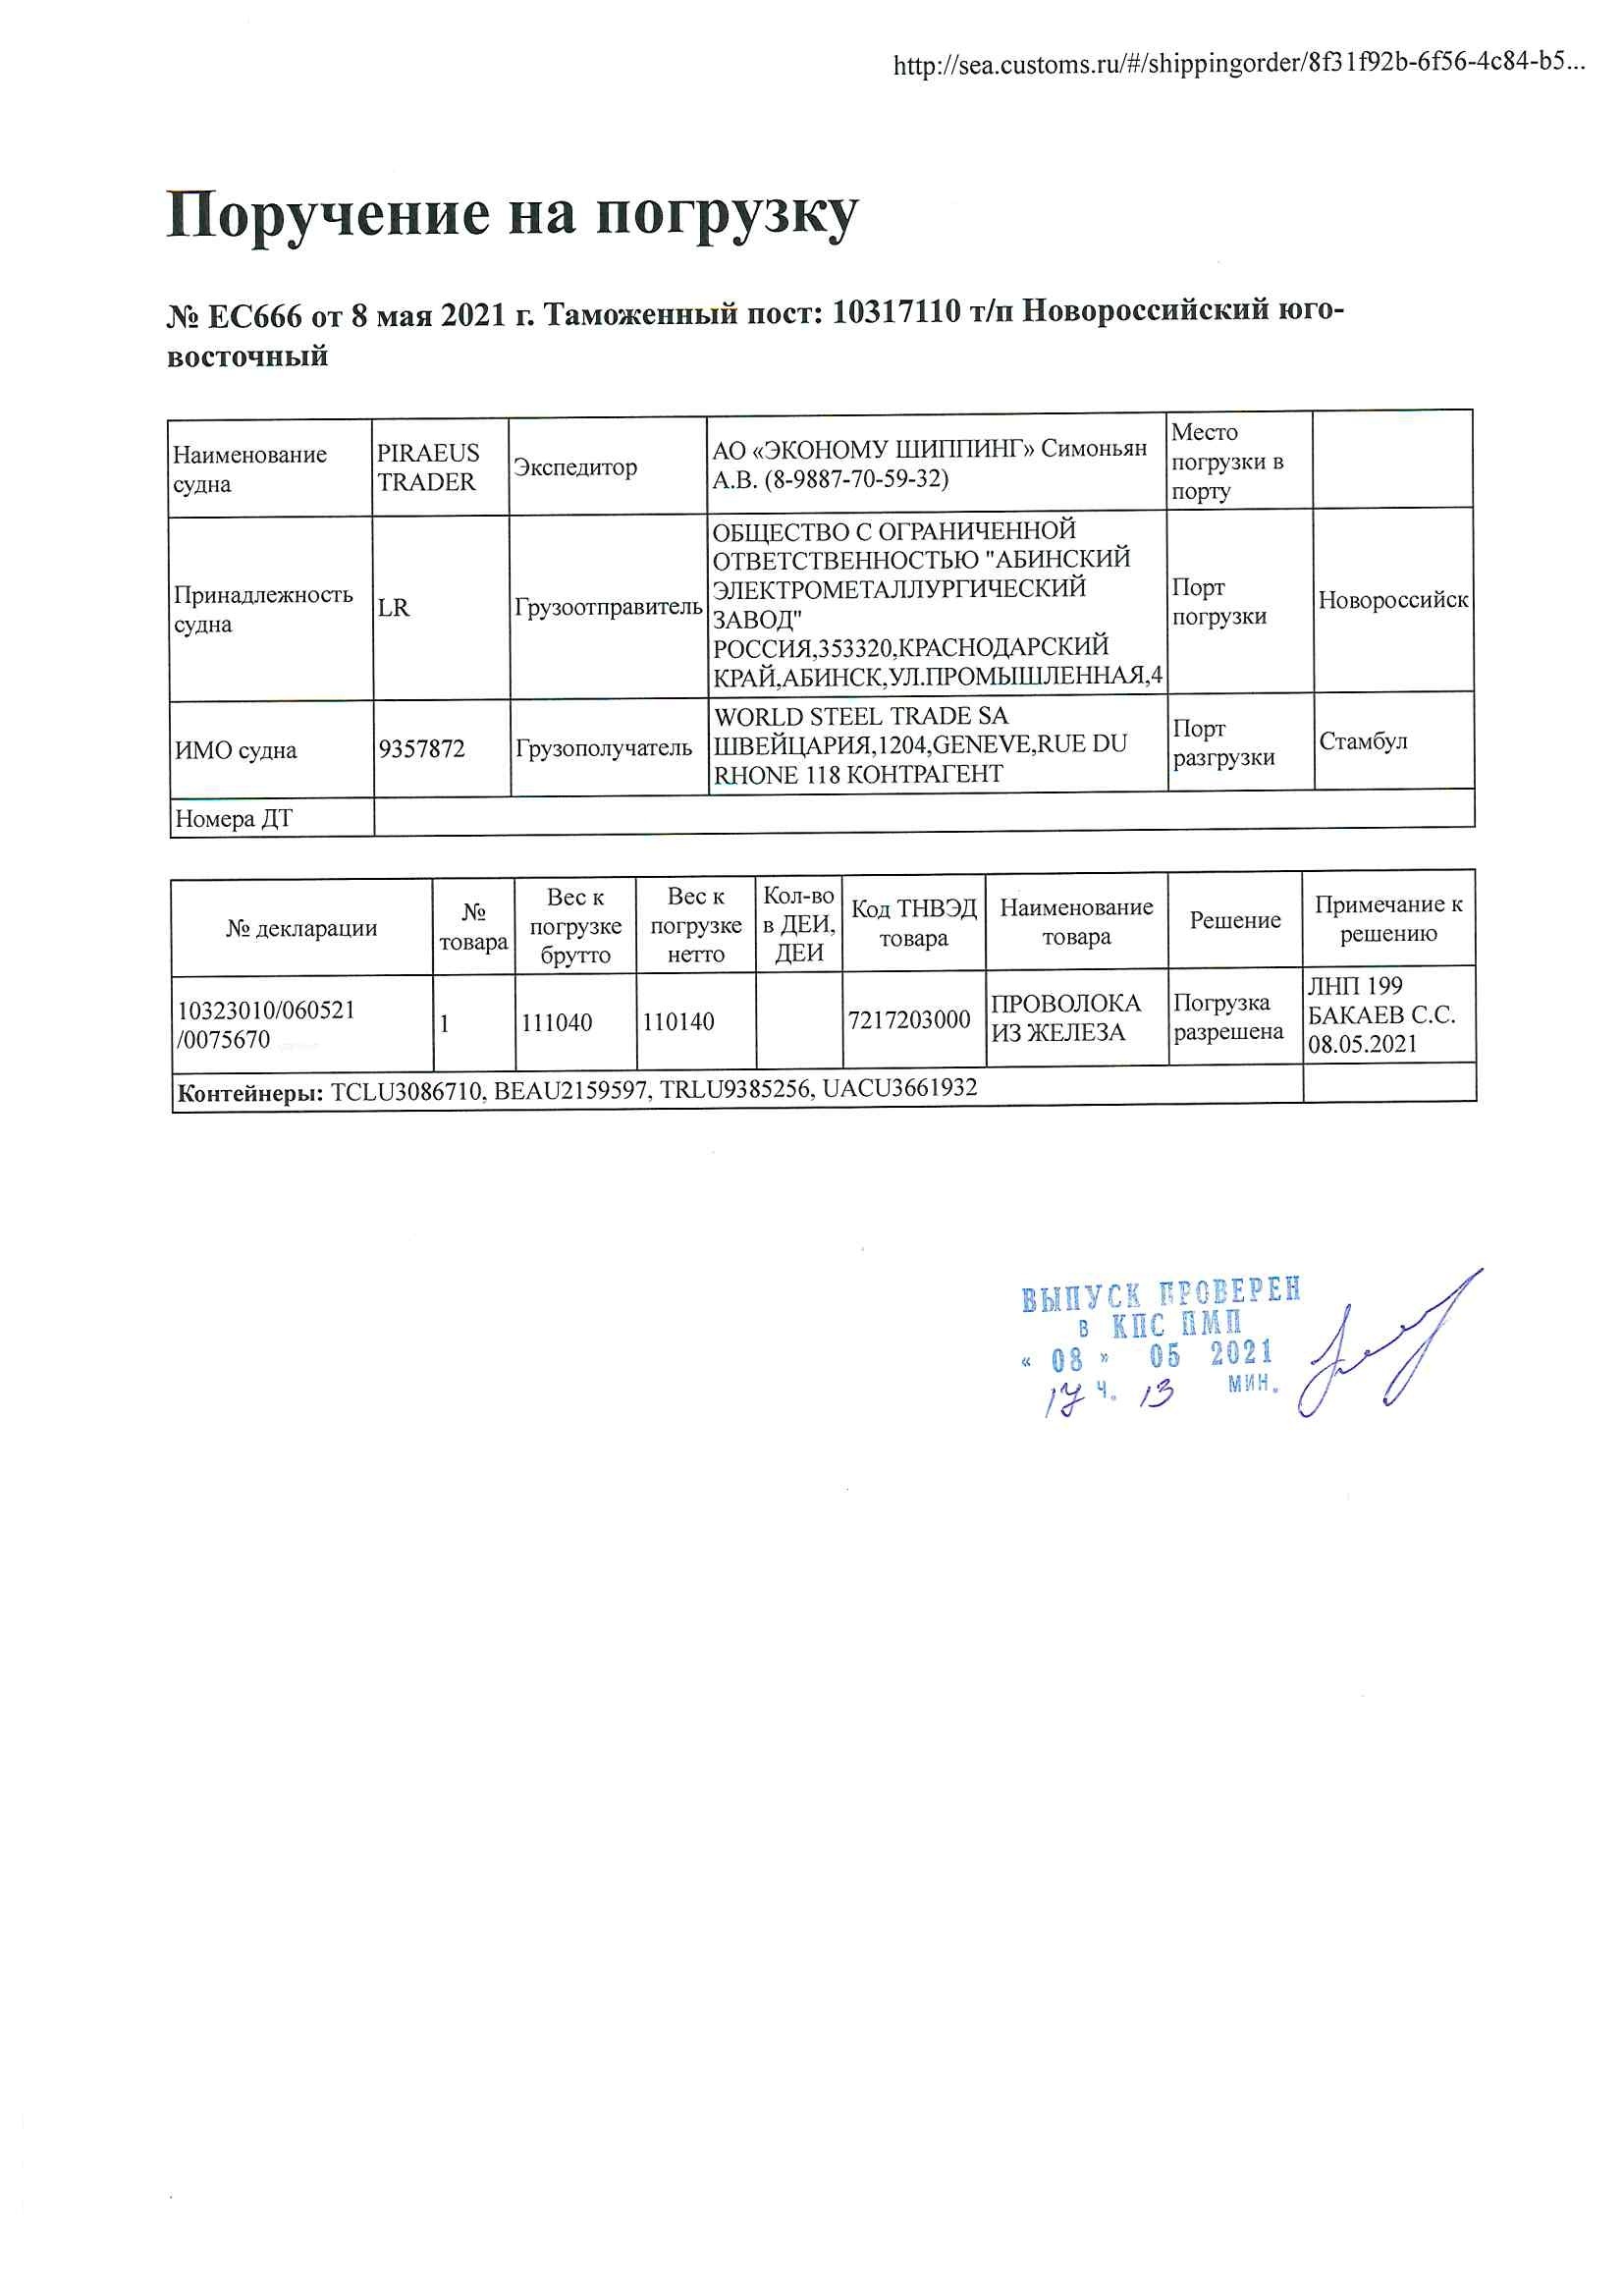 http://sea.customs.ru/#/shippingorder/8f31f92b-6f56-4c84-b5...
Поручение на погрузку
№ ЕС666 от 8 мая 2021 г. Таможенный пост: 10317110 т/п Новороссийский юго-
восточный
Наименование
судна
PIRAEUS
TRADER
Экспедитор
АО «ЭКОНОМУ ШИППИНГ» Симоньян
А.В. (8-9887-70-59-32)
Место
погрузки в
порту
Принадлежность
судна
LR
Грузоотправитель
ОБЩЕСТВО С ОГРАНИЧЕННОЙ
ОТВЕТСТВЕННОСТЬЮ "АБИНСКИЙ
ЭЛЕКТРОМЕТАЛЛУРГИЧЕСКИЙ
ЗАВОД"
РОССИЯ,353320,КРАСНОДАРСКИЙ
КРАЙ,АБИНСК,УЛ.ПРОМЫШЛЕННАЯ,4
Порт
погрузки
Новороссийск
ИМО судна
9357872
Грузополучатель
WORLD STEEL TRADE SA
ШВЕЙЦАРИЯ,1204,GENEVE,RUE DU
RHONE 118 КОНТРАГЕНТ
Порт
разгрузки
Стамбул
Номера ДТ
№ декларации
№
товара
Вес к
погрузке
брутто
Вес к
погрузке
нетто
Кол-во
в ДЕИ,
ДЕИ
Код ТНВЭД
товара
Наименование
товара
Решение
Примечание к
решению
10323010/060521
/0075670
1
111040
110140
7217203000
ПРОВОЛОКА
ИЗ ЖЕЛЕЗА
Погрузка
разрешена
ЛНП 199
БАКАЕВ С.С.
08.05.2021
Контейнеры: TCLU3086710, BEAU2159597, TRLU9385256, UACU3661932
ВЫПУСК ПРОВЕРЕН
в КПС ПМП
« 08 » 05 2021
17 ч. 13 мин.